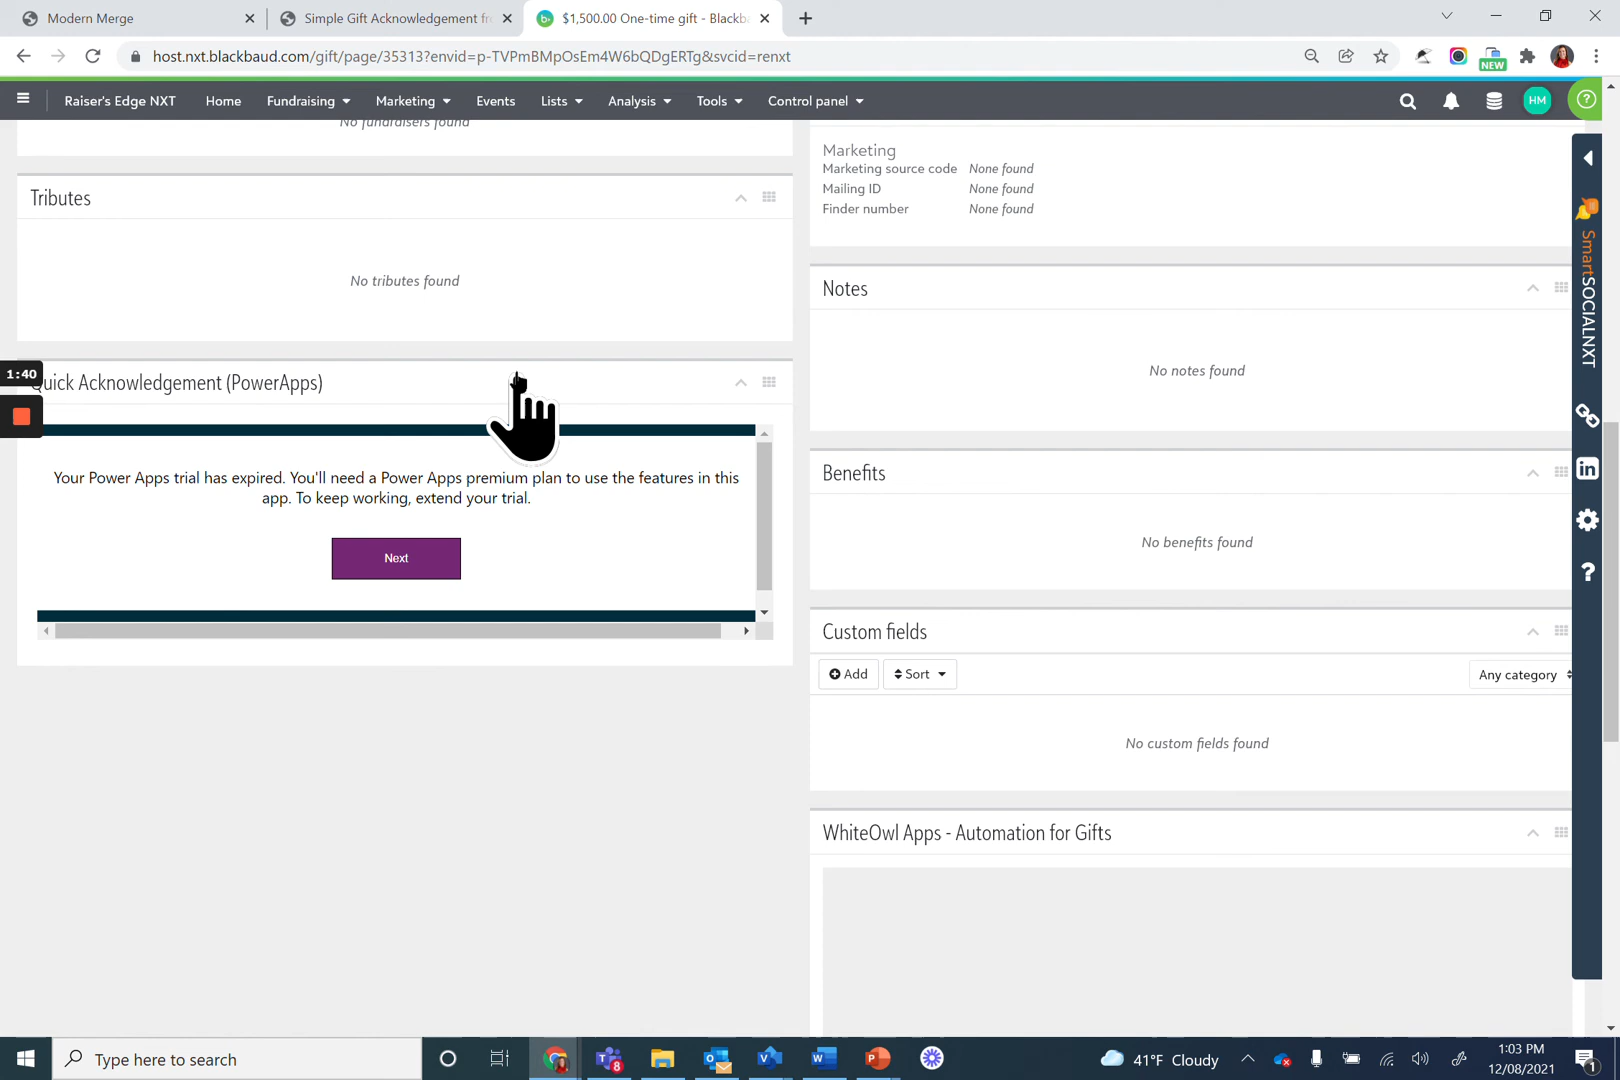 Modern Merge
Simple Gift Acknowledgement fr
$1,500.00 One-time gift - Blackb
host.nxt.blackbaud.com/gift/page/35313?envid=p-TVPmBMpOsEm4W6bQDgERTg&svcid=renxt
NEW
Raiser's Edge NXT Home Fundraising Marketing Events Lists Analysis Tools Control panel HM
No fundraisers found
Tributes
No tributes found
1:40
Quick Acknowledgement (PowerApps)
Your Power Apps trial has expired. You'll need a Power Apps premium plan to use the features in this
app. To keep working, extend your trial.
Next
Marketing
Marketing source code None found
Mailing ID None found
Finder number None found
Notes
No notes found
Benefits
No benefits found
Custom fields
Add Sort Any category
No custom fields found
WhiteOwl Apps - Automation for Gifts
SmartSOCIALNXT
in
?
Type here to search
8
41°F Cloudy
1:03 PM
12/08/2021
1